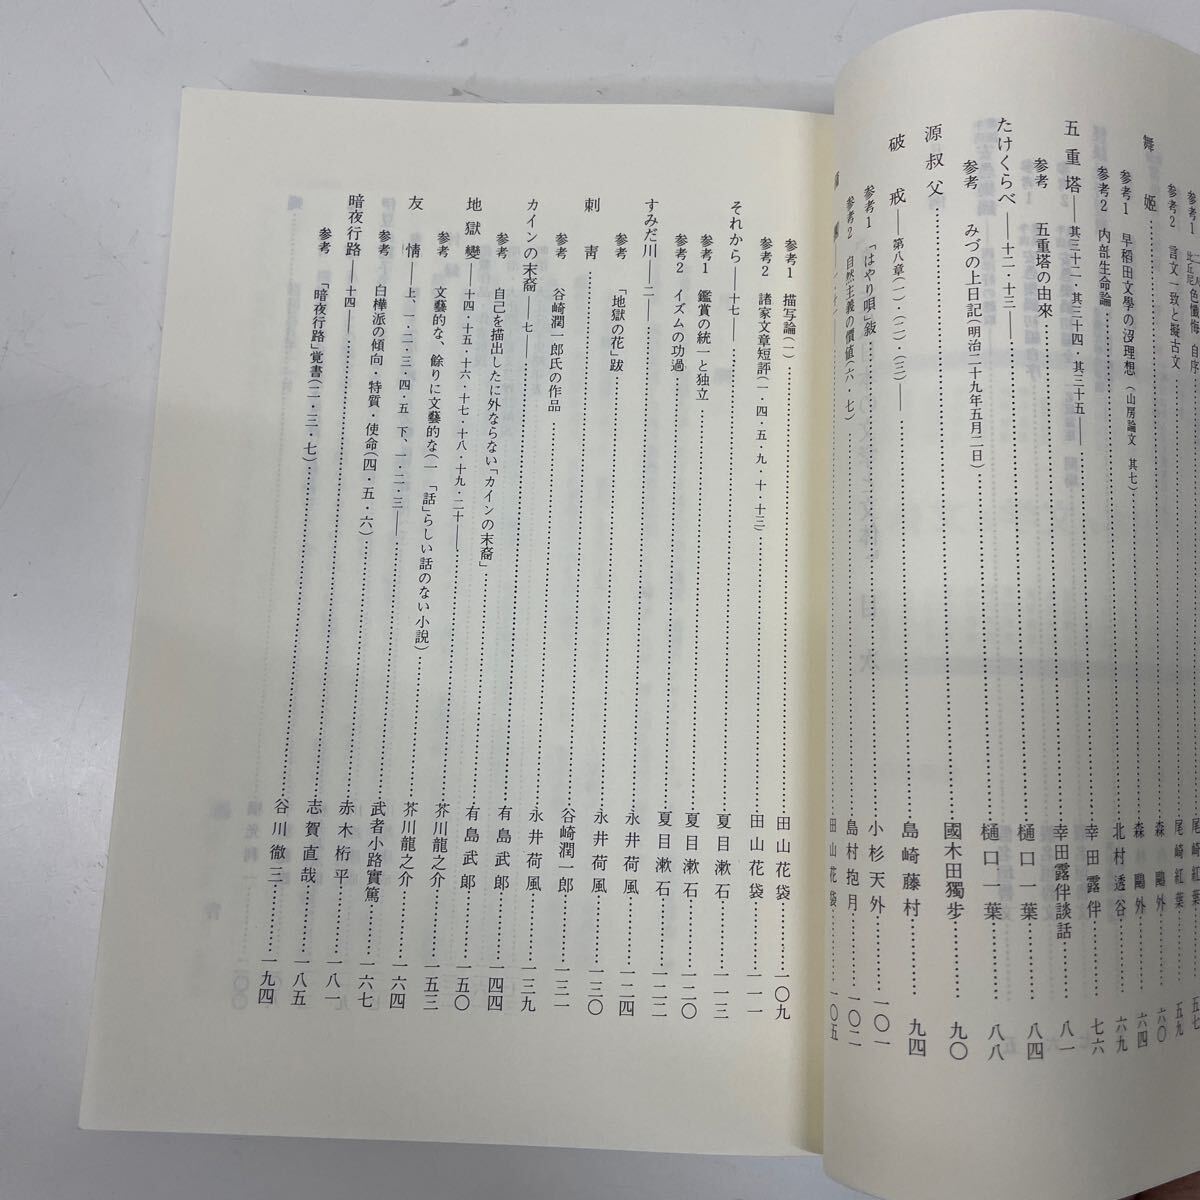 参考1 二人比丘尼色懺悔 自序……尾崎紅葉……五七
参考2 言文一致と擬古文……尾崎紅葉……五九
舞姫……森鷗外……六〇
参考1 早稲田文學の沒理想(山房論文 其七)……森鷗外……六四
参考2 内部生命論……北村透谷……六九
五重塔——其三十二・其三十四・其三十五——……幸田露伴……七六
参考 五重塔の由來……幸田露伴談話……八一
たけくらべ——十二・十三——……樋口一葉……八四
参考 みづの上日記(明治二十九年五月二日)……樋口一葉……八八
源叔父……國木田獨步……九〇
破戒——第八章(一)・(二)・(三)——……島崎藤村……九四
参考1 「はやり唄」敍……小杉天外……一〇一
参考2 自然主義の價値(六・七)……島村抱月……一〇二
田山花袋……一〇五
参考1 描写論(一)……田山花袋……一〇九
参考2 諸家文章短評(一・四・五・九・十・十三)……田山花袋……一一一
それから——十七——……夏目漱石……一一三
参考1 鑑賞の統一と独立……夏目漱石……一二〇
参考2 イズムの功過……夏目漱石……一二二
すみだ川——二——……永井荷風……一二四
参考 「地獄の花」跋……永井荷風……一三〇
刺靑……谷崎潤一郎……一三一
参考 谷崎潤一郎氏の作品……永井荷風……一三九
カインの末裔——七——……有島武郎……一四四
参考 自己を描出したに外ならない「カインの末裔」……有島武郎……一五〇
地獄變——十四・十五・十六・十七・十八・十九・二十——……芥川龍之介……一五三
参考 文藝的な、餘りに文藝的な(一 「話」らしい話のない小説)……芥川龍之介……一六四
友情——上、一・二・三・四・五 下、一・二・三——……武者小路實篤……一六七
参考 白樺派の傾向・特質・使命(四・五・六)……赤木桁平……一八一
暗夜行路——十四——……志賀直哉……一八五
参考 「暗夜行路」覚書(二・三・七)……谷川徹三……一九四